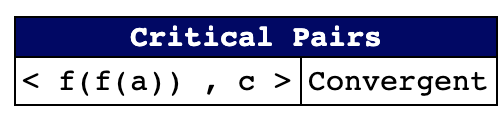 Critical Pairs
< f(f(a)) , c > Convergent